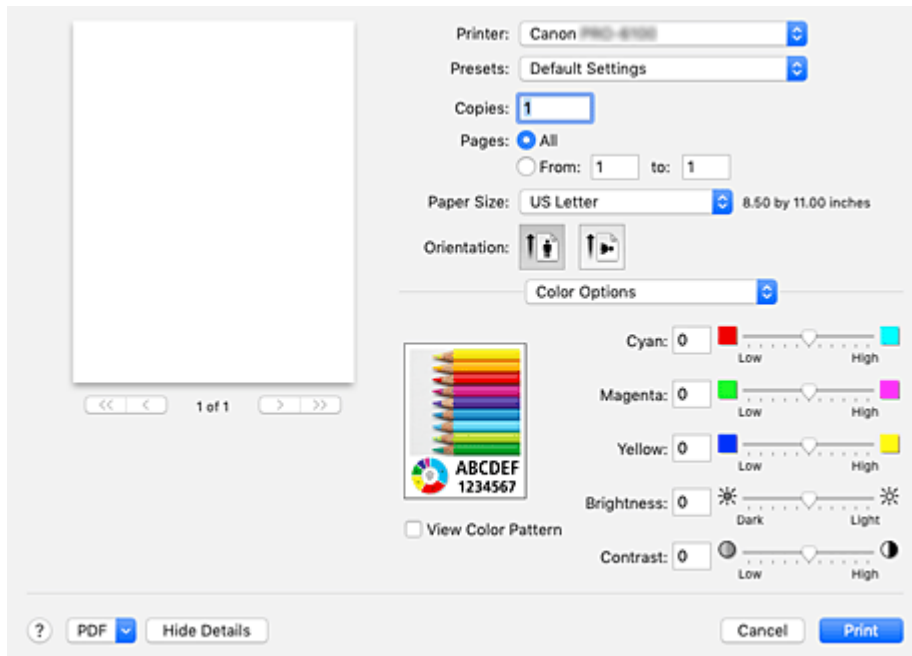 Printer: Canon
Presets: Default Settings
Copies: 1
Pages: All
From: 1 to: 1
Paper Size: US Letter 8.50 by 11.00 inches
Orientation:
Color Options
Cyan: 0
Low High
Magenta: 0
Low High
Yellow: 0
Low High
Brightness: 0
Dark Light
Contrast: 0
Low High
1 of 1
ABCDEF
1234567
View Color Pattern
? PDF Hide Details Cancel Print